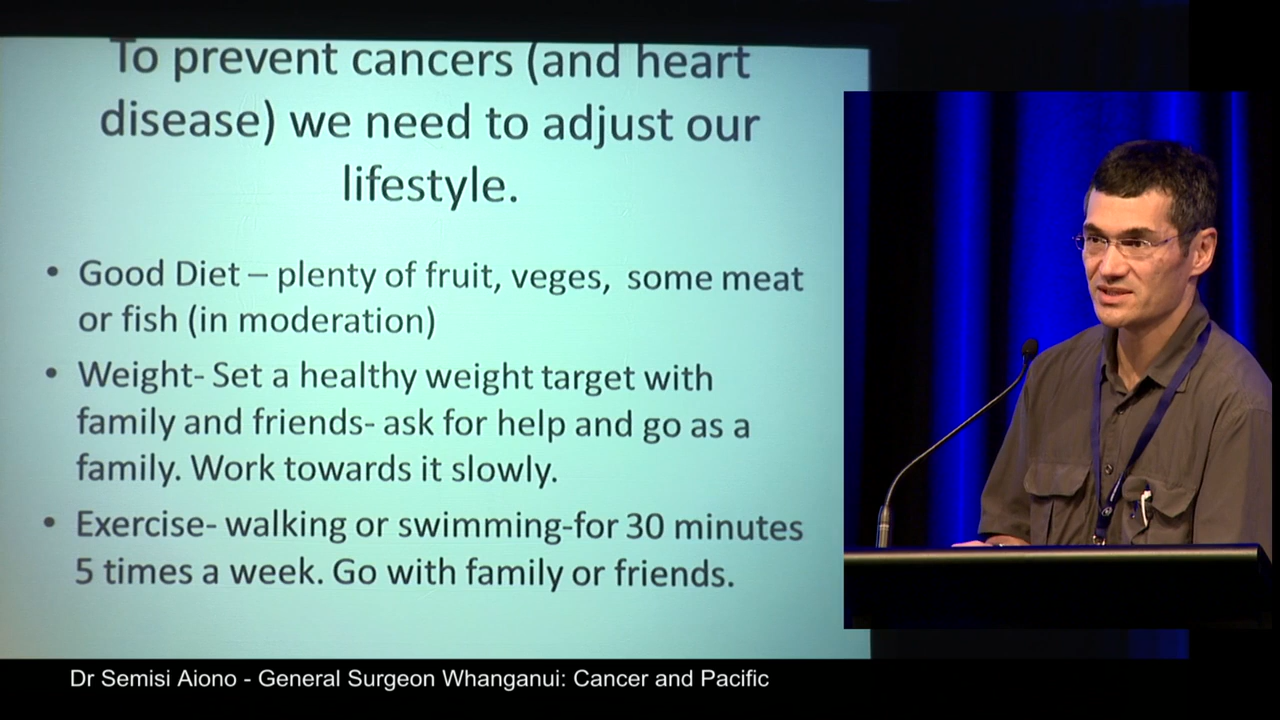 To prevent cancers (and heart
disease) we need to adjust our
lifestyle.
• Good Diet – plenty of fruit, veges, some meat
or fish (in moderation)
• Weight- Set a healthy weight target with
family and friends- ask for help and go as a
family. Work towards it slowly.
• Exercise- walking or swimming-for 30 minutes
5 times a week. Go with family or friends.
Dr Semisi Aiono - General Surgeon Whanganui: Cancer and Pacific